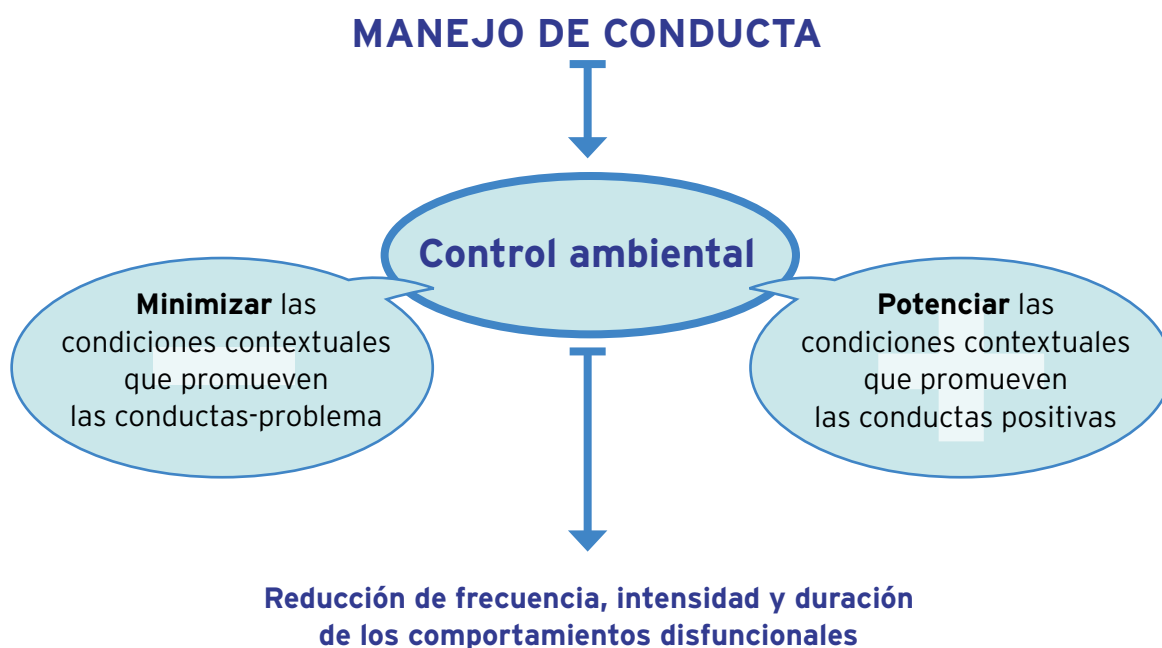 MANEJO DE CONDUCTA
Control ambiental
Minimizar las
condiciones contextuales
que promueven
las conductas-problema
Potenciar las
condiciones contextuales
que promueven
las conductas positivas
Reducción de frecuencia, intensidad y duración
de los comportamientos disfuncionales